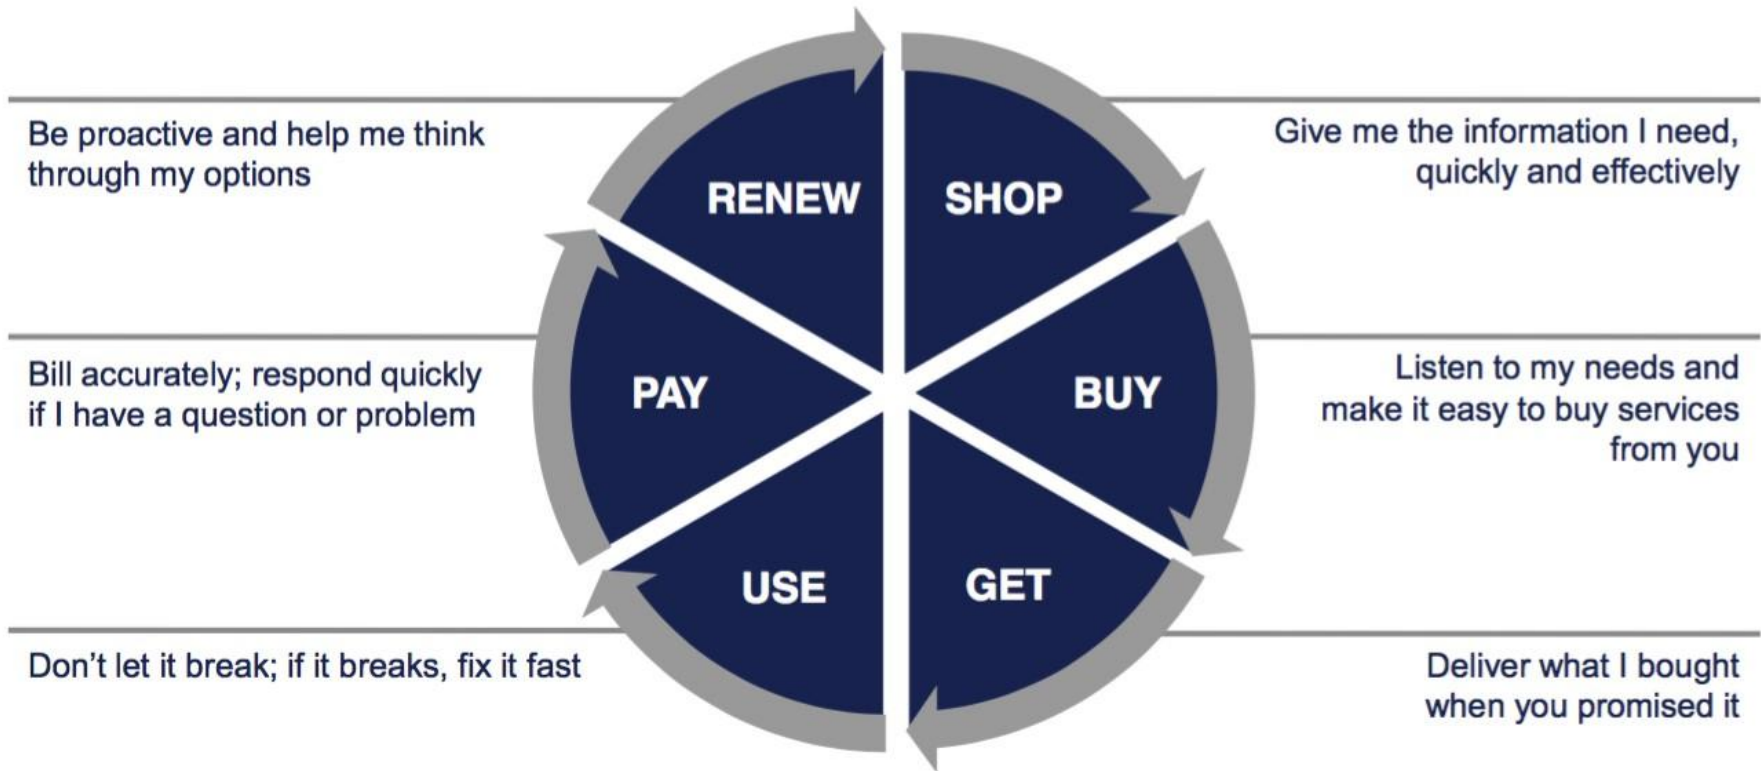 RENEW
SHOP
BUY
GET
USE
PAY
Be proactive and help me think
through my options
Give me the information I need,
quickly and effectively
Bill accurately; respond quickly
if I have a question or problem
Listen to my needs and
make it easy to buy services
from you
Don’t let it break; if it breaks, fix it fast
Deliver what I bought
when you promised it